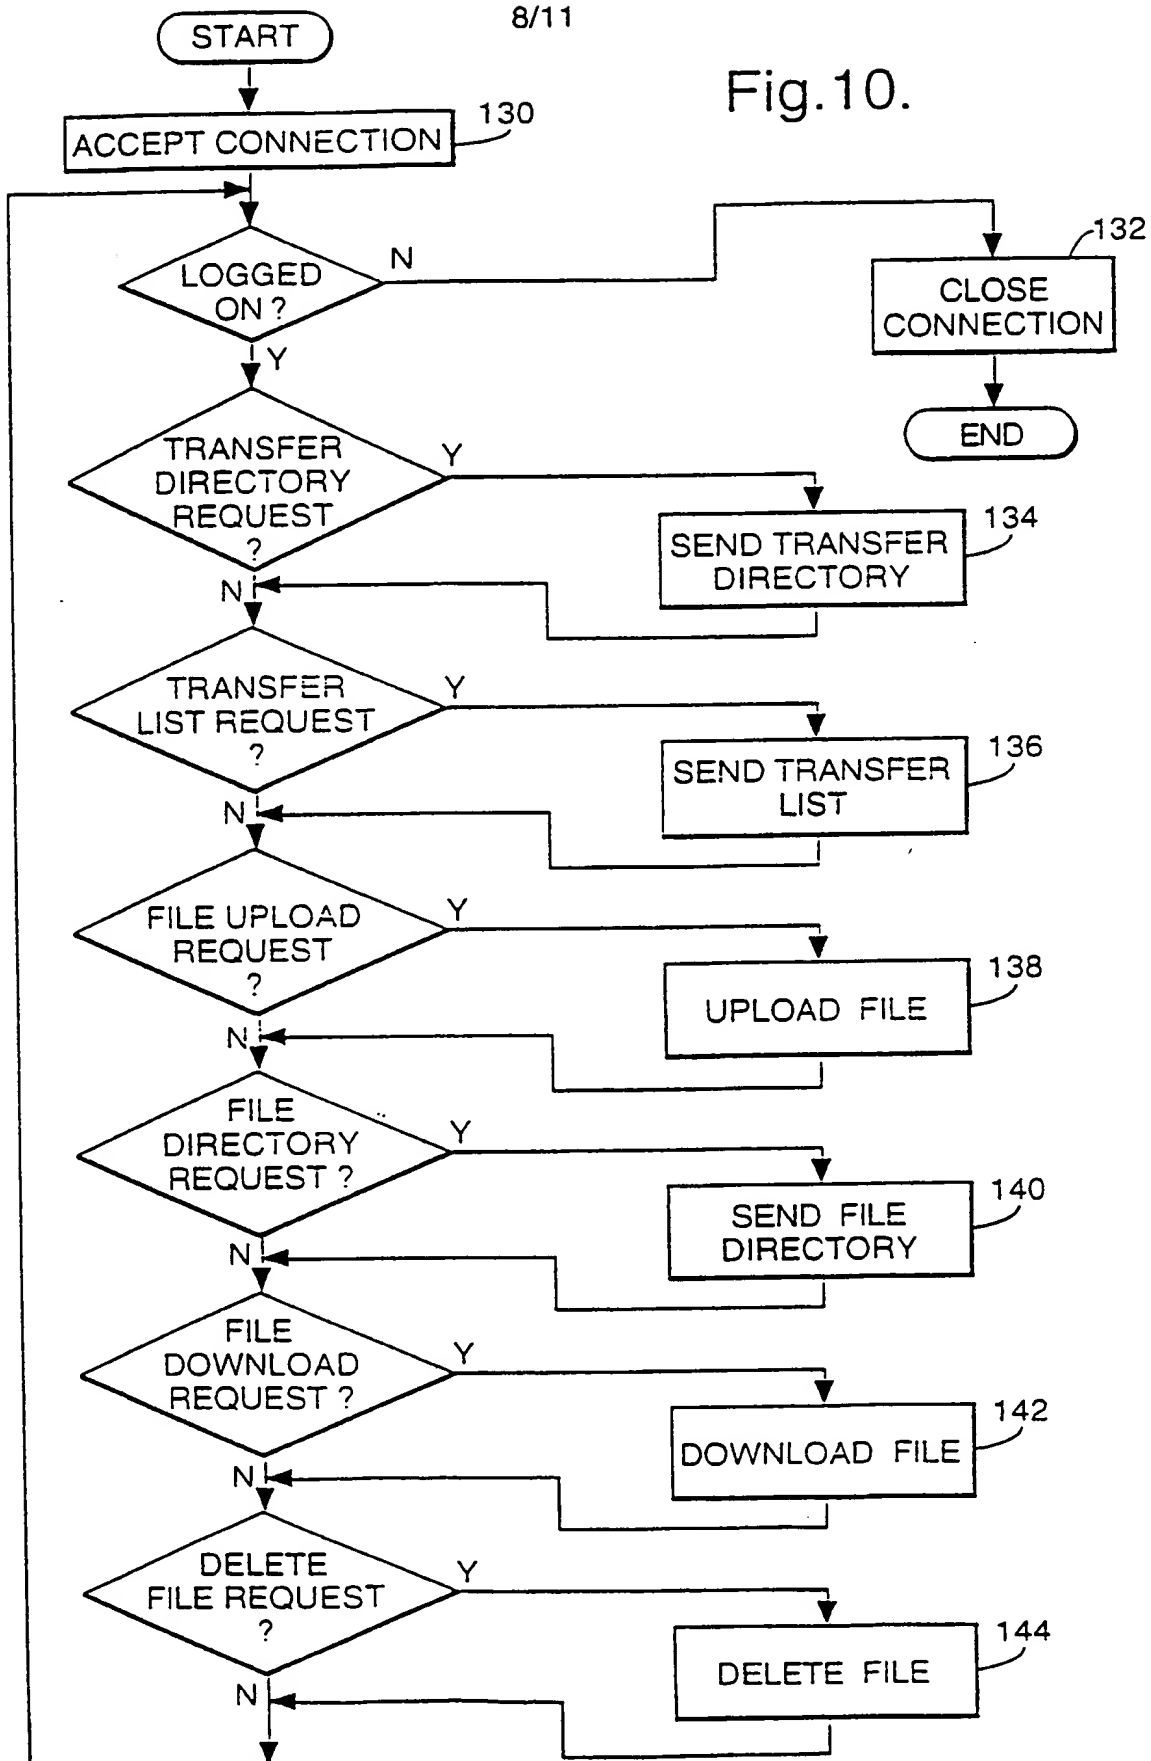 8/11
Fig.10.
START
ACCEPT CONNECTION
130
LOGGED
ON ?
N
Y
132
CLOSE
CONNECTION
END
TRANSFER
DIRECTORY
REQUEST
?
Y
N
134
SEND TRANSFER
DIRECTORY
TRANSFER
LIST REQUEST
?
Y
N
136
SEND TRANSFER
LIST
FILE UPLOAD
REQUEST
?
Y
N
138
UPLOAD FILE
FILE
DIRECTORY
REQUEST ?
Y
N
140
SEND FILE
DIRECTORY
FILE
DOWNLOAD
REQUEST ?
Y
N
142
DOWNLOAD FILE
DELETE
FILE REQUEST
?
Y
N
144
DELETE FILE